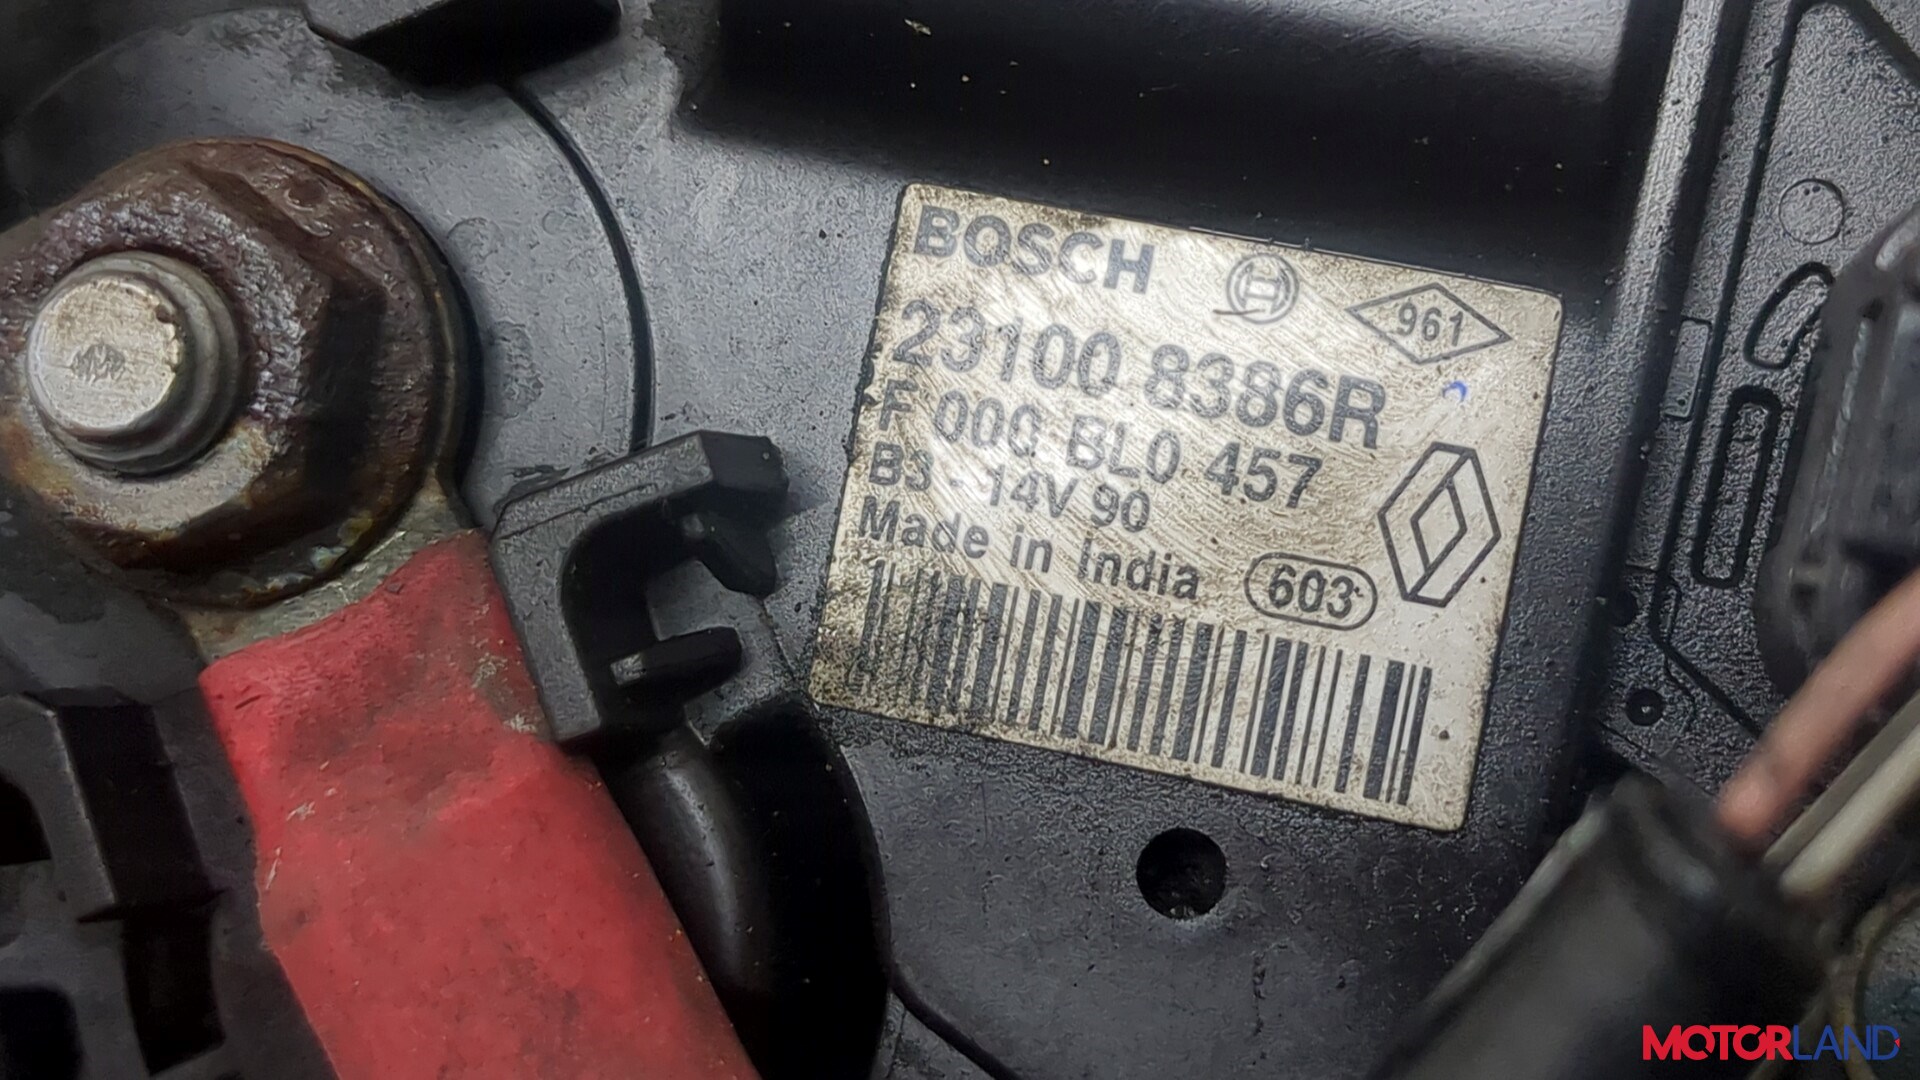 BOSCH 961
23100 8386R
F 000 BL0 457
B3 - 14V 90
Made in India 603
MOTORLAND